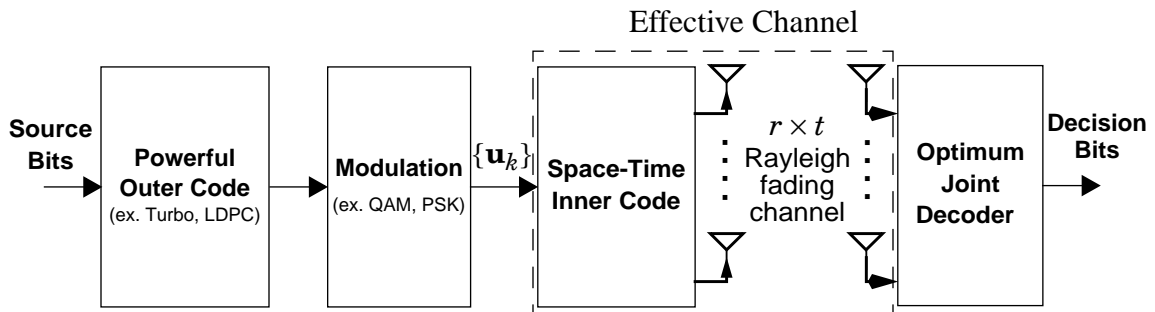 Effective Channel
Source
Bits
Powerful
Outer Code
(ex. Turbo, LDPC)
Modulation
(ex. QAM, PSK)
{u_k}
Space-Time
Inner Code
r × t
Rayleigh
fading
channel
Optimum
Joint
Decoder
Decision
Bits